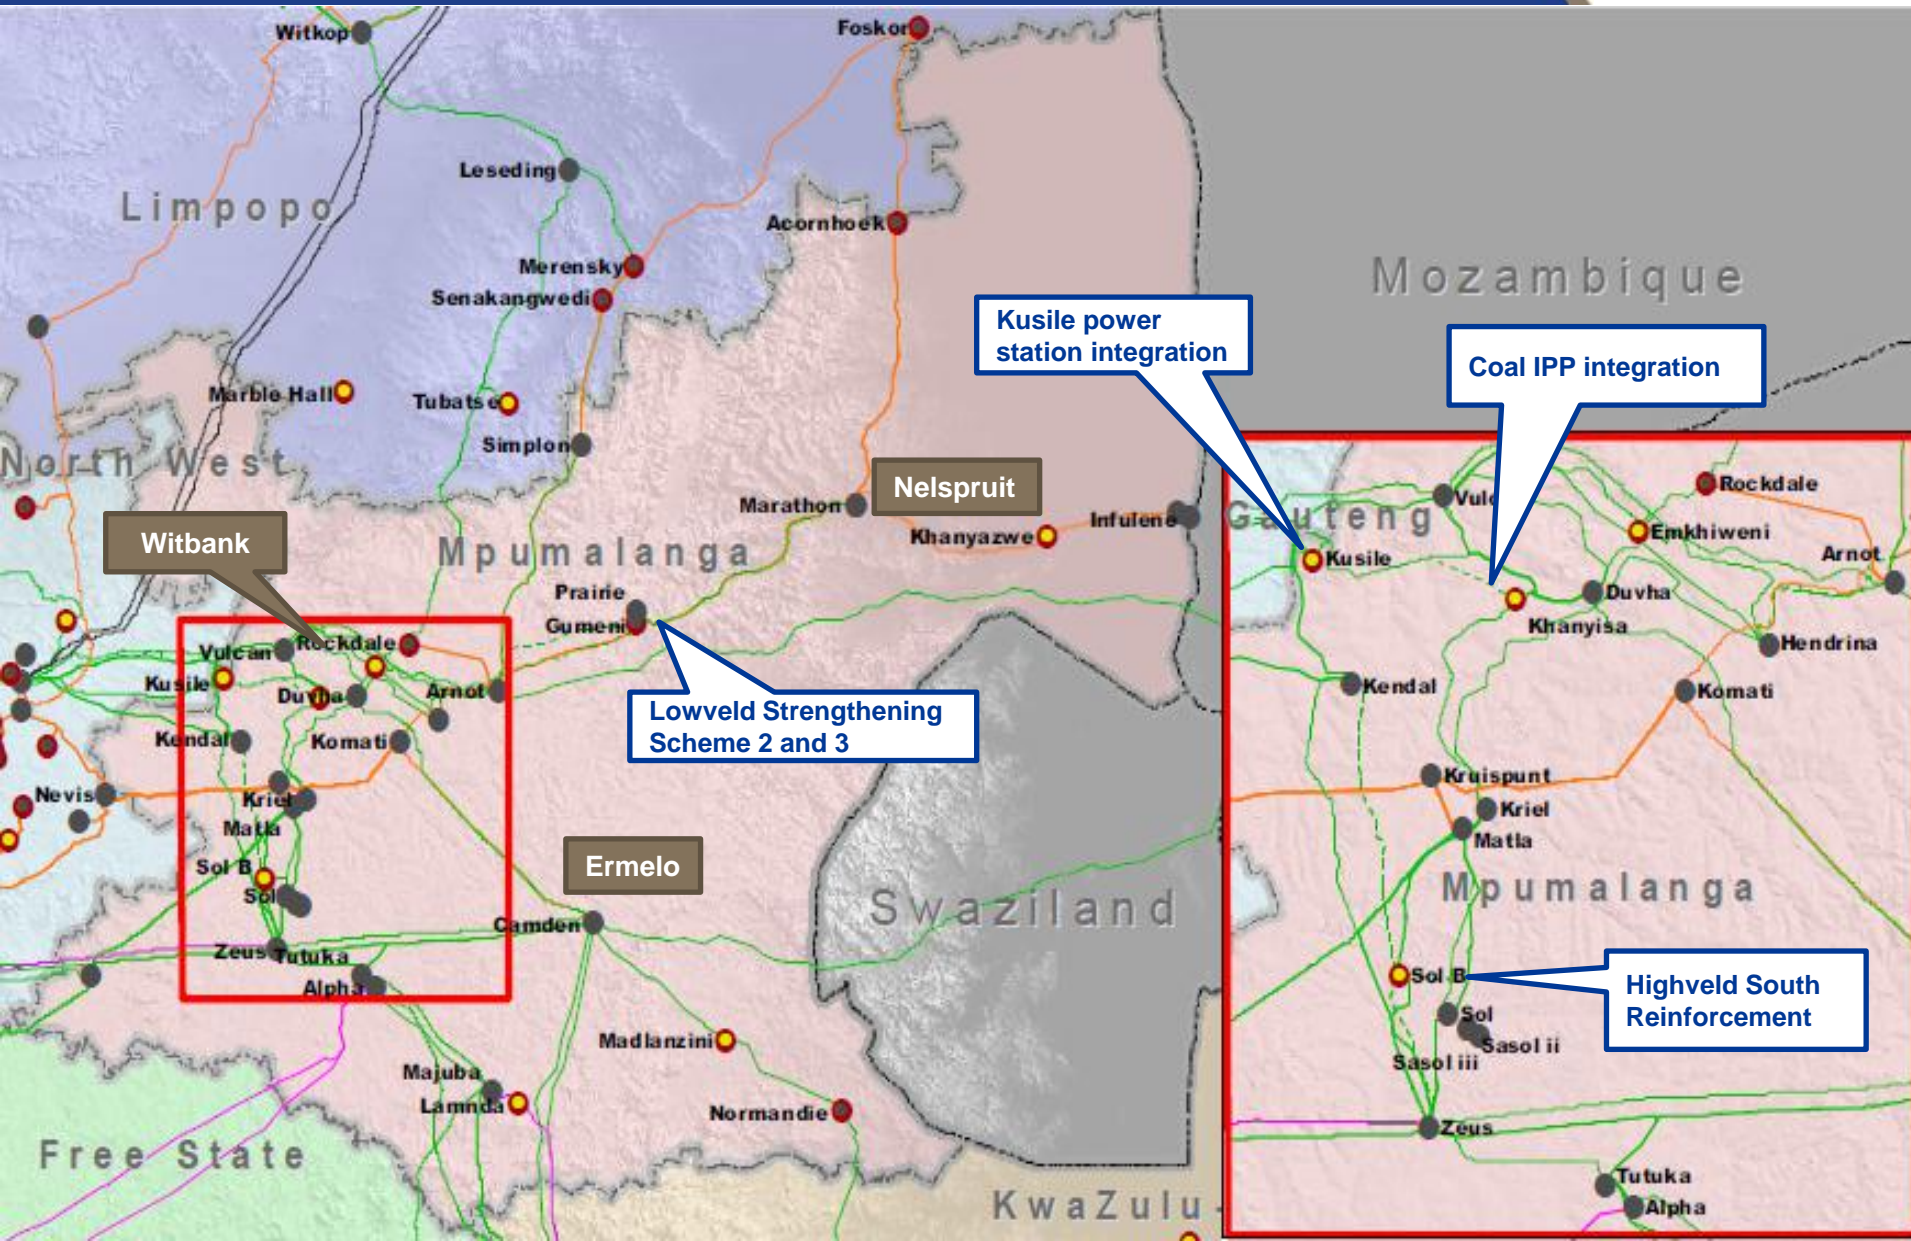 Witkop
Foskor
Leseding
Limpopo
Acornhoek
Merensky
Senakangwedi
Mozambique
Kusile power
station integration
Coal IPP integration
Marble Hall
Tubatse
Simplon
North West
Marathon
Nelspruit
Khanyazwe
Infulene
Witbank
Mpumalanga
Prairie
Gumeni
Vulcan
Rockdale
Kusile
Duvha
Arnot
Lowveld Strengthening
Scheme 2 and 3
Kendal
Komati
Nevis
Kriel
Matla
Sol B
Sol
Ermelo
Swaziland
Camden
Zeus
Tutuka
Alpha
Madlanzini
Majuba
Lamnda
Normandie
Free State
KwaZulu-
Gauteng
Rockdale
Emkhiweni
Arnot
Kusile
Duvha
Khanyisa
Hendrina
Kendal
Komati
Kruispunt
Kriel
Matla
Mpumalanga
Sol B
Highveld South
Reinforcement
Sol
Sasol ii
Sasol iii
Zeus
Tutuka
Alpha